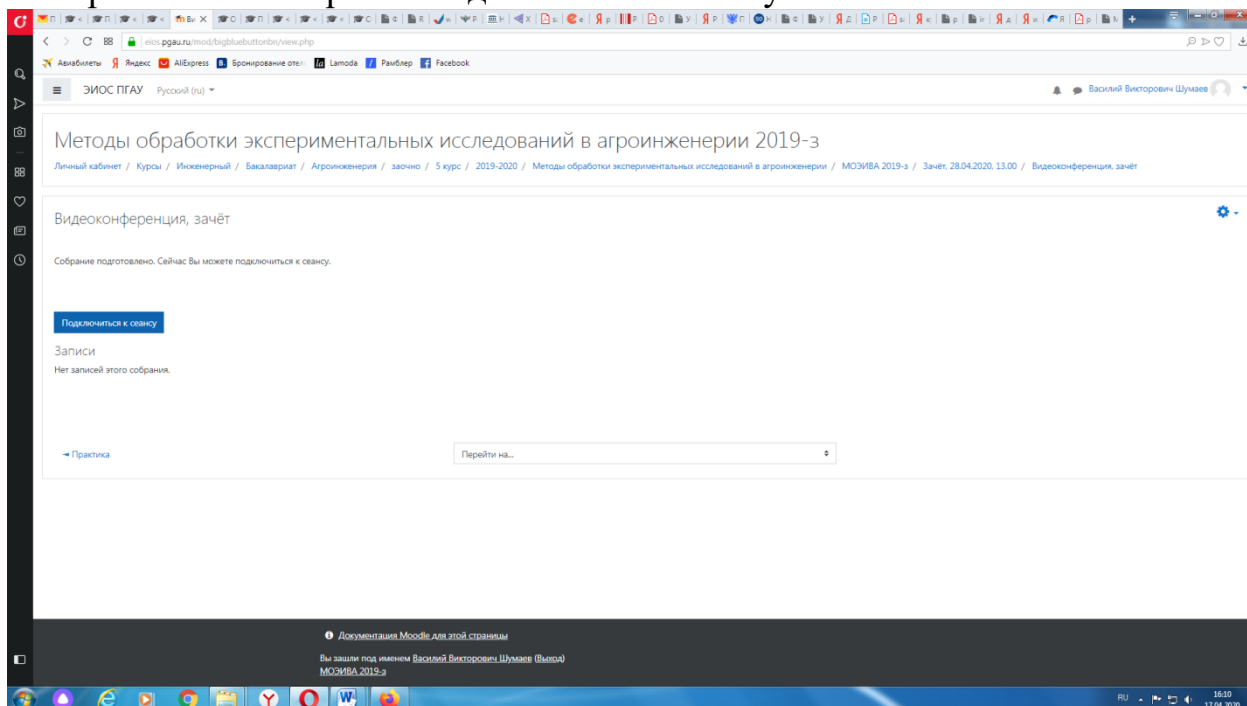 eios.pgau.ru/mod/bigbluebuttonbn/view.php
Авиабилеты Яндекс AliExpress Бронирование отел Lamoda Рамблер Facebook
ЭИОС ПГАУ Русский (ru) Василий Викторович Шумаев
Методы обработки экспериментальных исследований в агроинженерии 2019-з
Личный кабинет / Курсы / Инженерный / Бакалавриат / Агроинженерия / заочно / 5 курс / 2019-2020 / Методы обработки экспериментальных исследований в агроинженерии / МОЭИВА 2019-з / Зачёт, 28.04.2020, 13.00 / Видеоконференция, зачёт
Видеоконференция, зачёт
Собрание подготовлено. Сейчас Вы можете подключиться к сеансу.
Подключиться к сеансу
Записи
Нет записей этого собрания.
◄ Практика Перейти на...
Документация Moodle для этой страницы
Вы зашли под именем Василий Викторович Шумаев (Выход)
МОЭИВА 2019-з
RU 16:10
17.04.2020